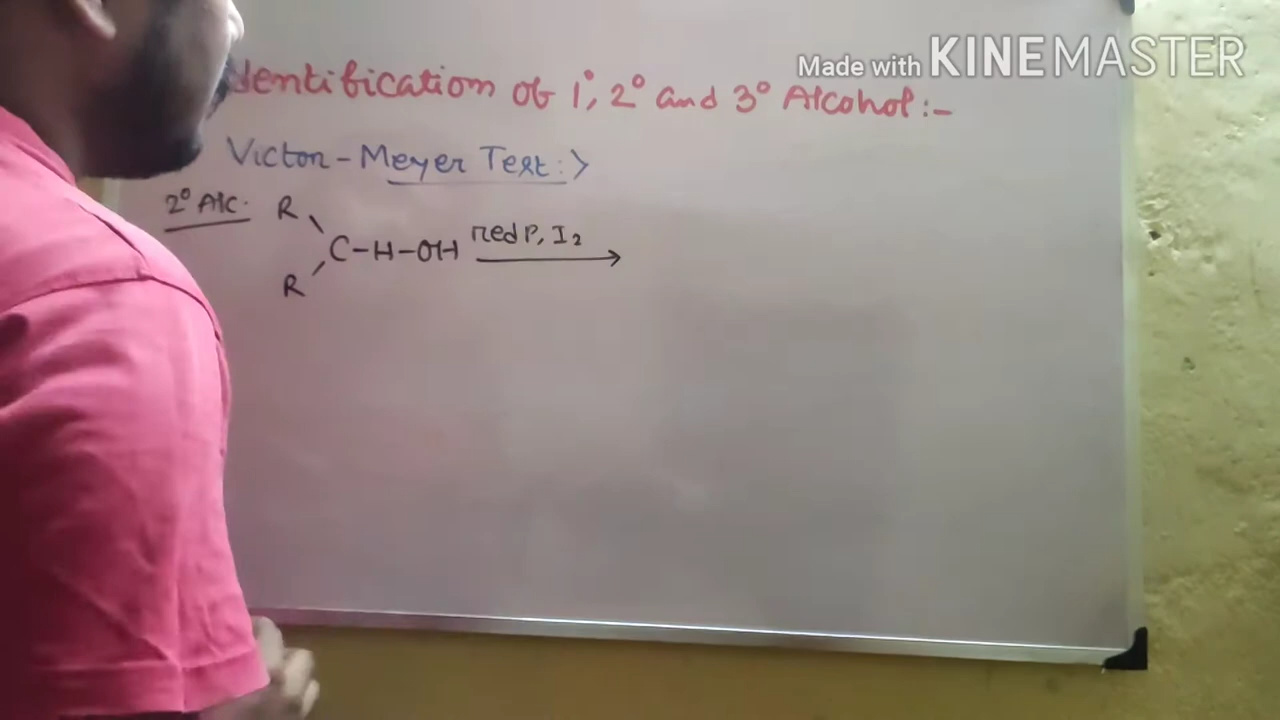 Made with KINEMASTER
dentification of 1°, 2° and 3° Alcohol :-
Victor-Meyer Test :>
2° Alc.
R
C-H-OH red P, I2
R